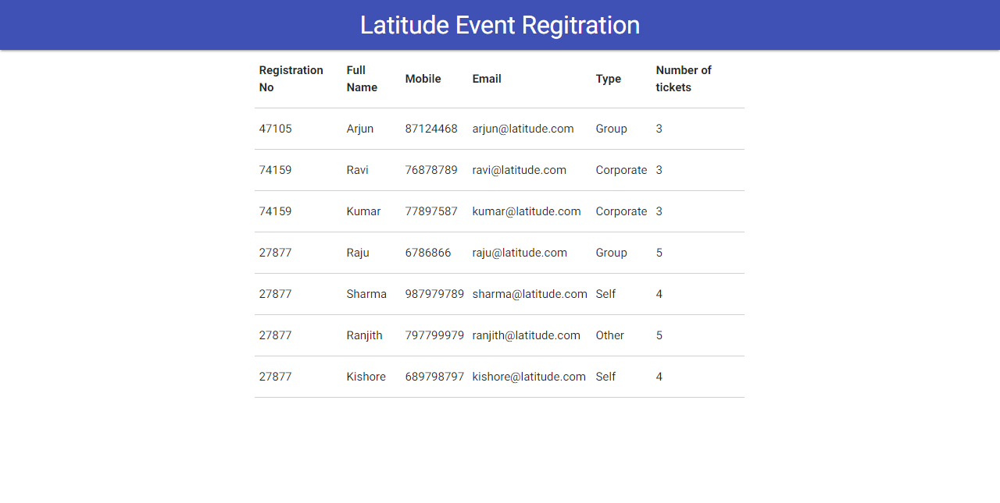 Latitude Event Regitration
Registration No Full Name Mobile Email Type Number of tickets
47105 Arjun 87124468 arjun@latitude.com Group 3
74159 Ravi 76878789 ravi@latitude.com Corporate 3
74159 Kumar 77897587 kumar@latitude.com Corporate 3
27877 Raju 6786866 raju@latitude.com Group 5
27877 Sharma 987979789 sharma@latitude.com Self 4
27877 Ranjith 797799979 ranjith@latitude.com Other 5
27877 Kishore 689798797 kishore@latitude.com Self 4